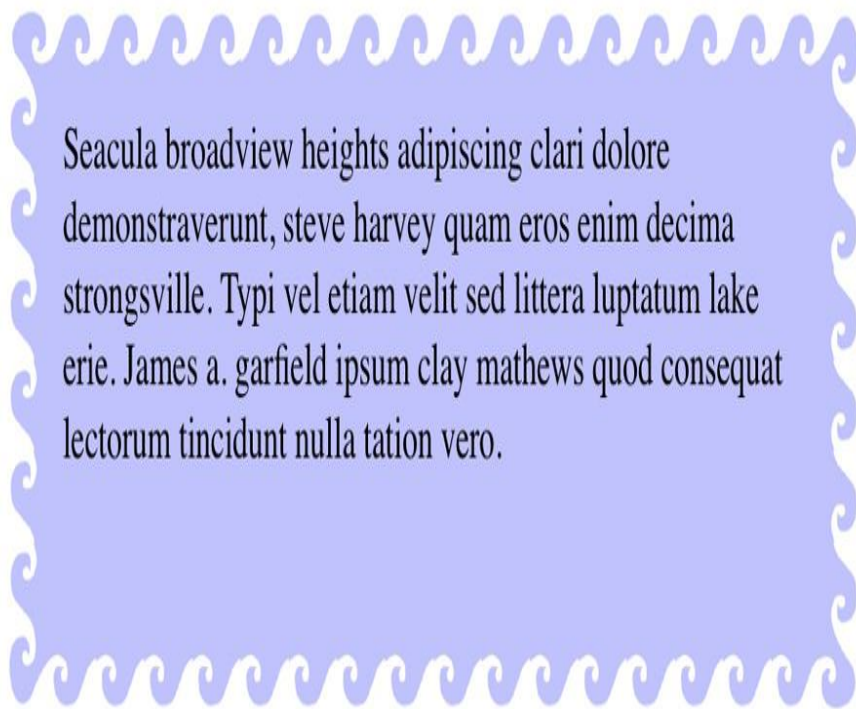 Seacula broadview heights adipiscing clari dolore
demonstraverunt, steve harvey quam eros enim decima
strongsville. Typi vel etiam velit sed littera luptatum lake
erie. James a. garfield ipsum clay mathews quod consequat
lectorum tincidunt nulla tation vero.